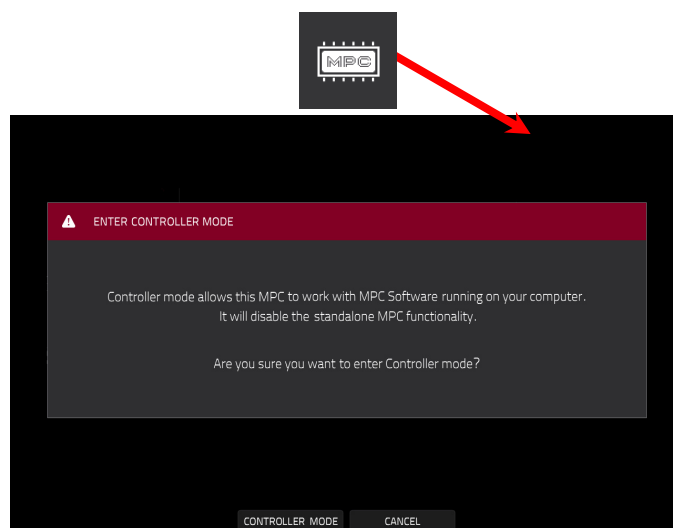 MPC
ENTER CONTROLLER MODE
Controller mode allows this MPC to work with MPC Software running on your computer.
It will disable the standalone MPC functionality.
Are you sure you want to enter Controller mode?
CONTROLLER MODE
CANCEL